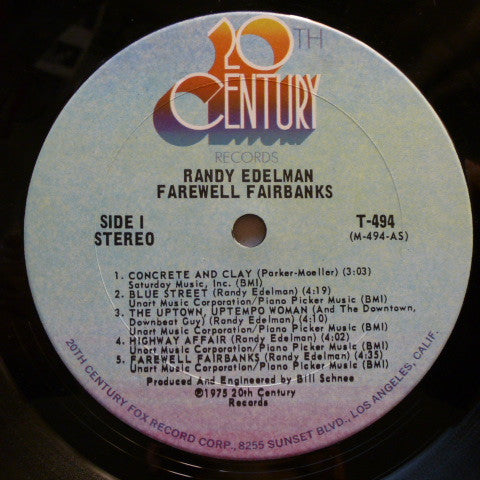 20TH
CENTURY
RECORDS
RANDY EDELMAN
FAREWELL FAIRBANKS
SIDE I
STEREO
T-494
(M-494-AS)
1. CONCRETE AND CLAY (Parker-Moeller) (3:03)
Saturday Music, Inc. (BMI)
2. BLUE STREET (Randy Edelman) (4:19)
Unart Music Corporation/Piano Picker Music (BMI)
3. THE UPTOWN, UPTEMPO WOMAN (And The Downtown,
Downbeat Guy) (Randy Edelman) (4:10)
Unart Music Corporation/Piano Picker Music (BMI)
4. HIGHWAY AFFAIR (Randy Edelman) (4:02)
Unart Music Corporation/Piano Picker Music (BMI)
5. FAREWELL FAIRBANKS (Randy Edelman) (4:35)
Unart Music Corporation/Piano Picker Music (BMI)
Produced And Engineered by Bill Schnee
©1975 20th Century
Records
20TH CENTURY FOX RECORD CORP., 8255 SUNSET BLVD., LOS ANGELES, CALIF.